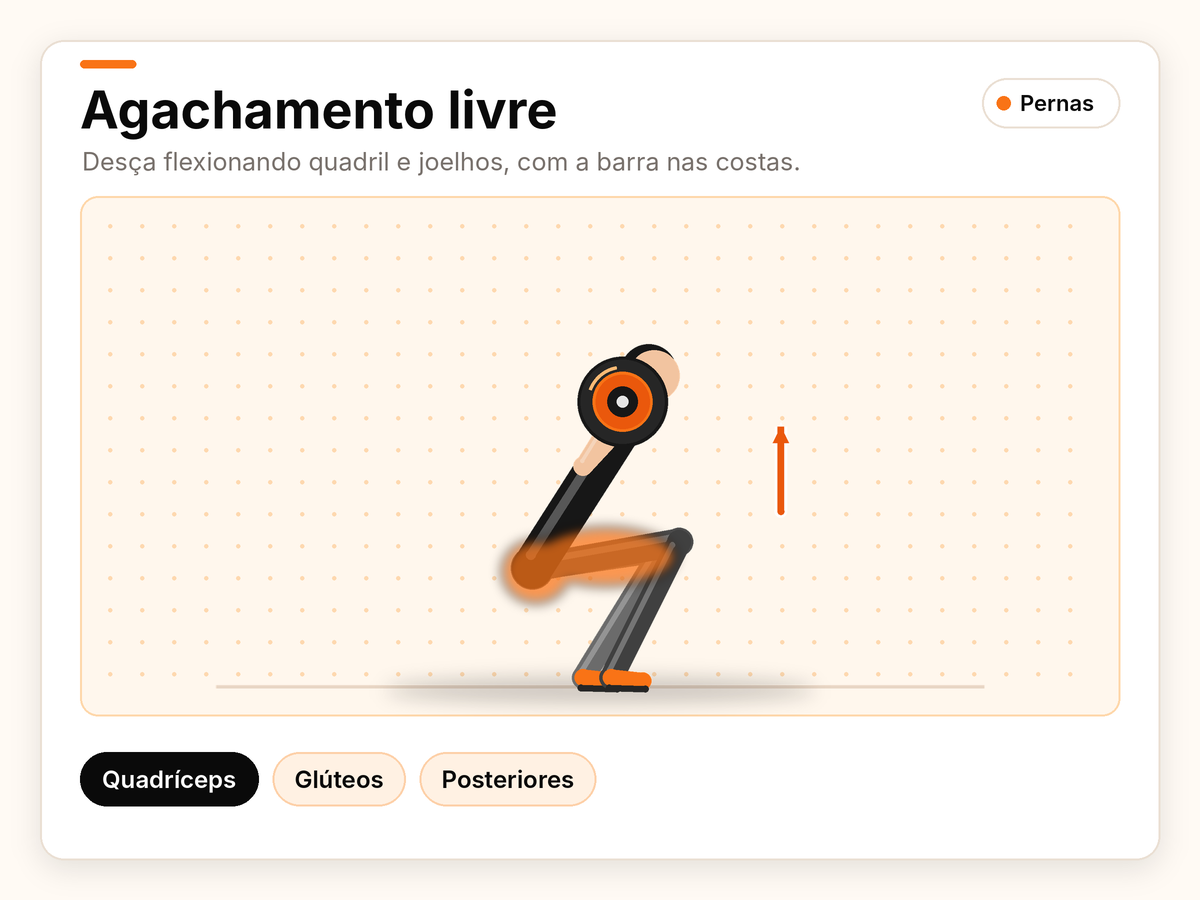 Agachamento livre
Pernas
Desça flexionando quadril e joelhos, com a barra nas costas.
Quadríceps
Glúteos
Posteriores